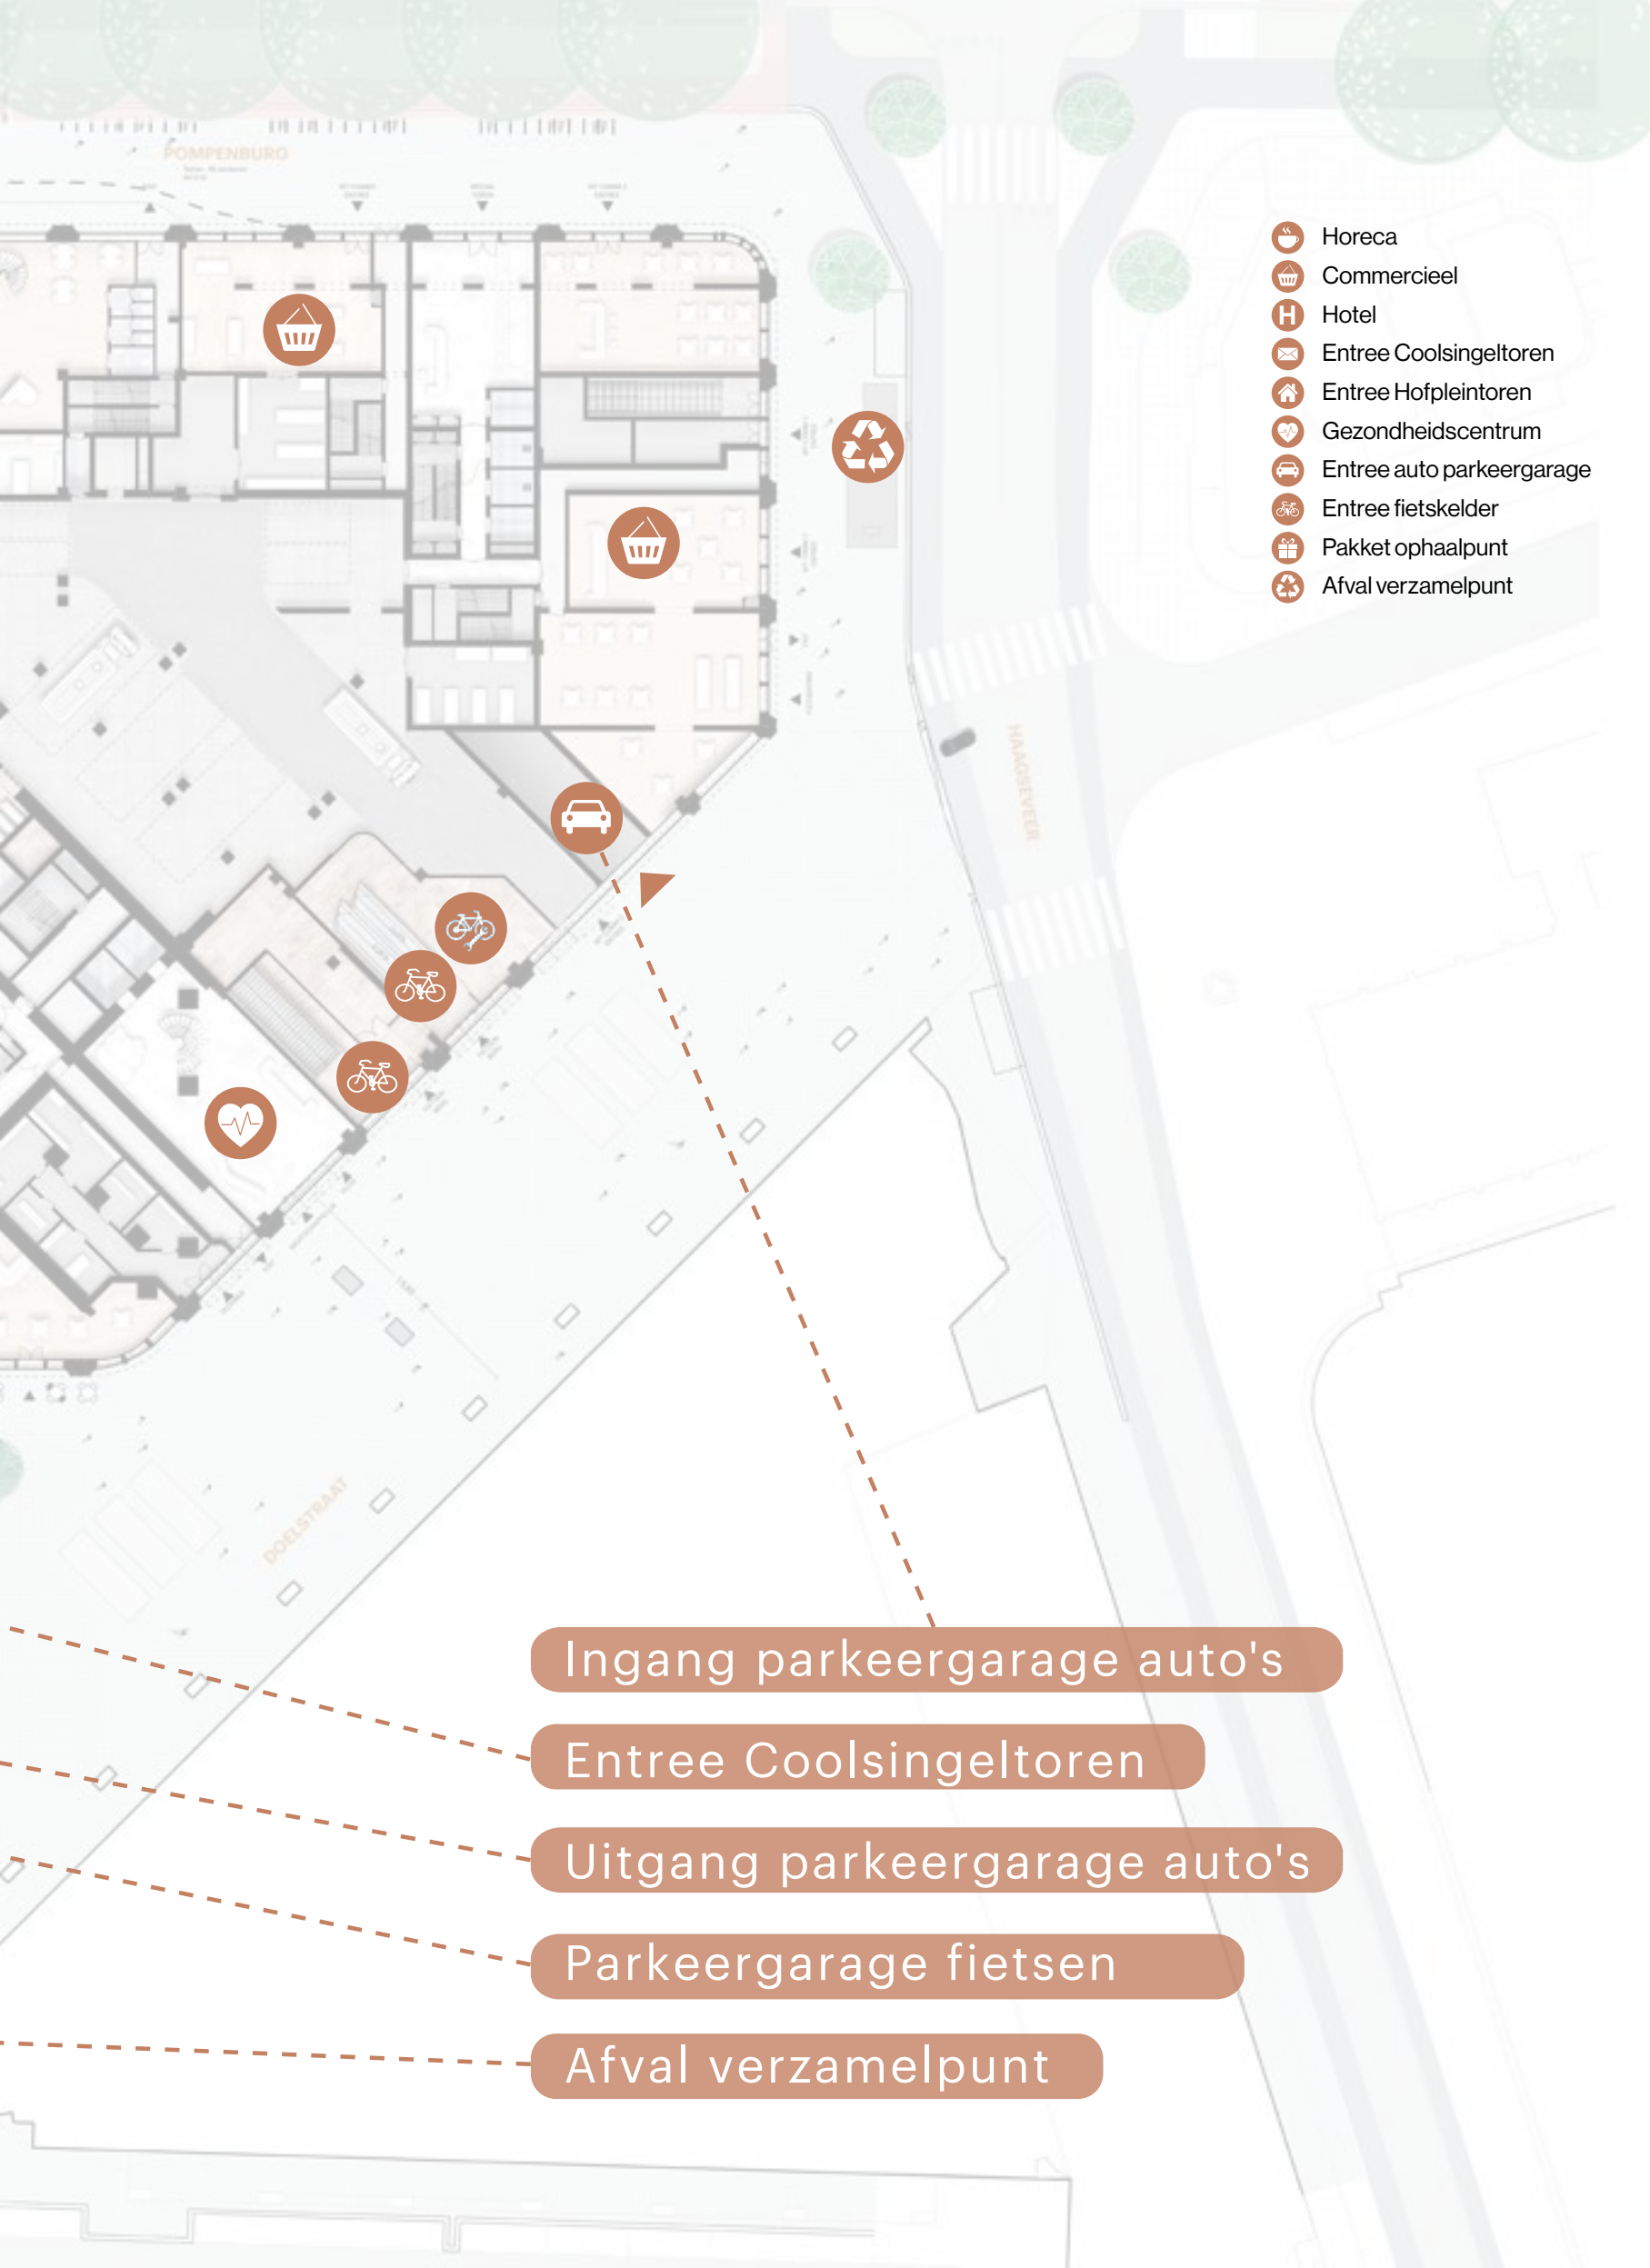 POMPENBURG
Horeca
Commercieel
H Hotel
Entree Coolsingeltoren
Entree Hofpleintoren
Gezondheidscentrum
Entree auto parkeergarage
Entree fietskelder
Pakket ophaalpunt
Afval verzamelpunt
HAAGSEVEER
DOELSTRAAT
Ingang parkeergarage auto's
Entree Coolsingeltoren
Uitgang parkeergarage auto's
Parkeergarage fietsen
Afval verzamelpunt